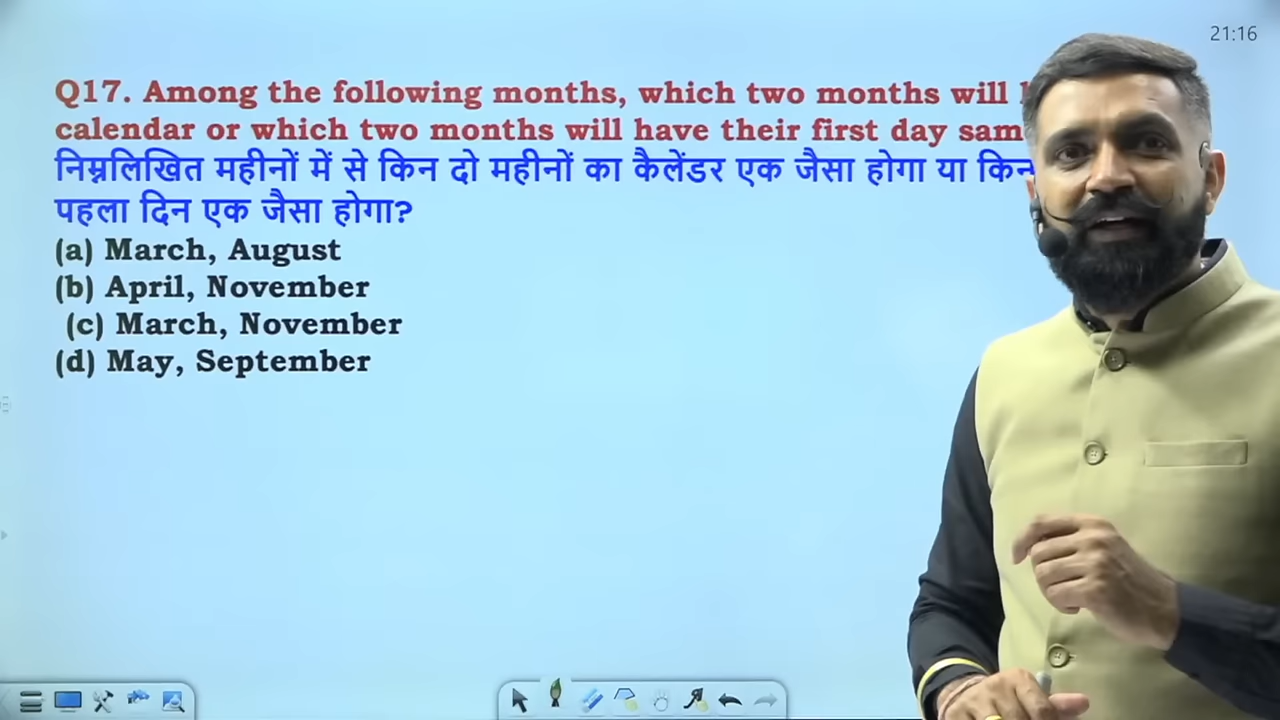 21:16
Q17. Among the following months, which two months will
calendar or which two months will have their first day sam
निम्नलिखित महीनों में से किन दो महीनों का कैलेंडर एक जैसा होगा या किन
पहला दिन एक जैसा होगा?
(a) March, August
(b) April, November
(c) March, November
(d) May, September